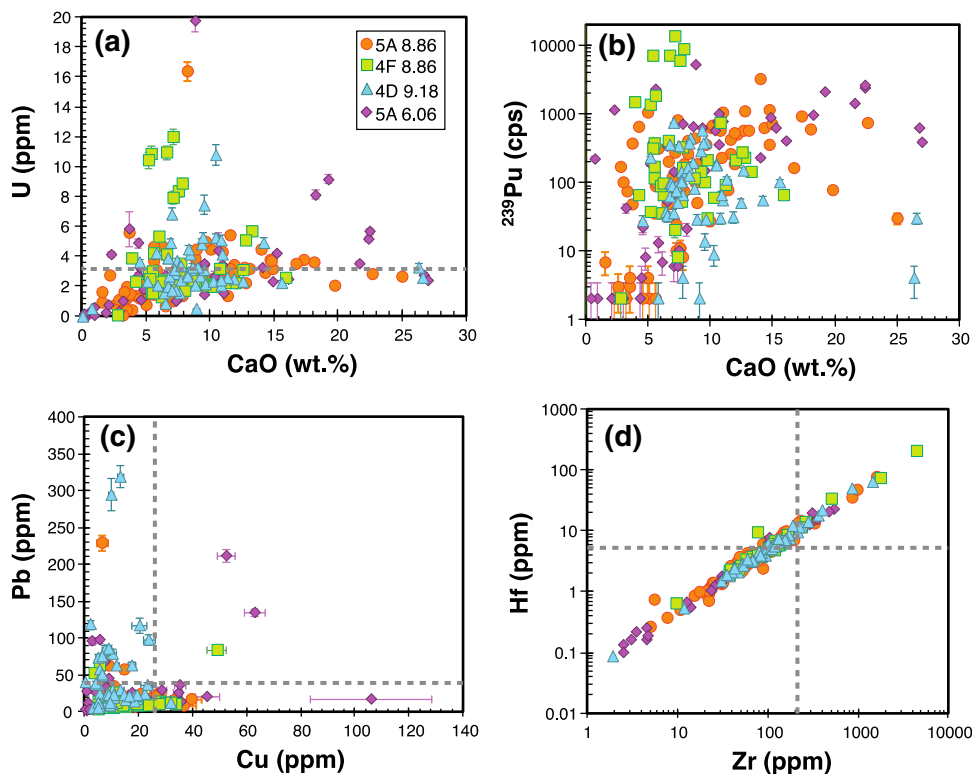 (a)
U (ppm)
20
18
16
14
12
10
8
6
4
2
0
0 5 10 15 20 25 30
CaO (wt.%)
5A 8.86
4F 8.86
4D 9.18
5A 6.06
(b)
²³⁹Pu (cps)
10000
1000
100
10
1
0 5 10 15 20 25 30
CaO (wt.%)
(c)
Pb (ppm)
400
350
300
250
200
150
100
50
0
0 20 40 60 80 100 120 140
Cu (ppm)
(d)
Hf (ppm)
1000
100
10
1
0.1
0.01
1 10 100 1000 10000
Zr (ppm)